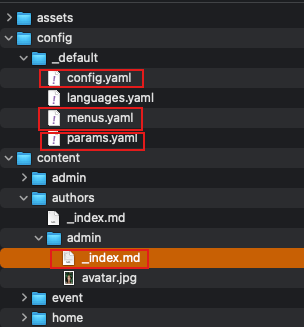 assets
config
_default
config.yaml
languages.yaml
menus.yaml
params.yaml
content
admin
authors
_index.md
admin
_index.md
avatar.jpg
event
home